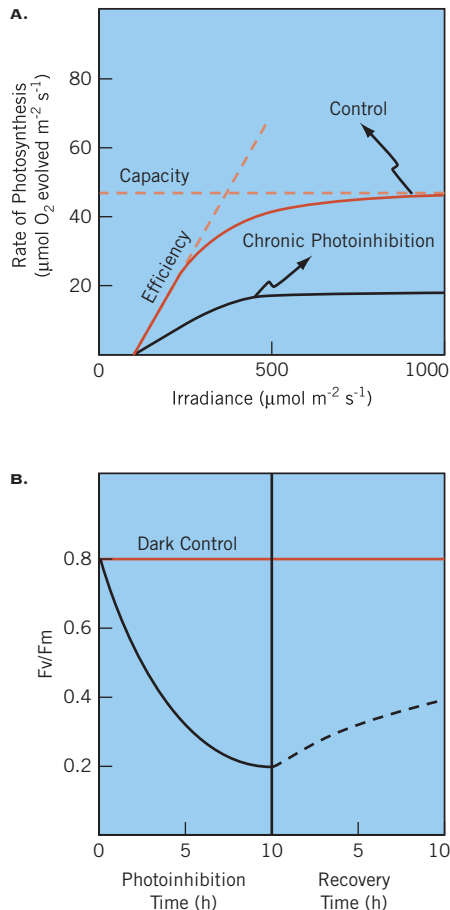 A.
Rate of Photosynthesis
(μmol O₂ evolved m⁻² s⁻¹)
80
60
40
20
Control
Capacity
Efficiency
Chronic Photoinhibition
0
500
1000
Irradiance (μmol m⁻² s⁻¹)
B.
Fv/Fm
0.8
0.6
0.4
0.2
Dark Control
0
5
10
5
10
Photoinhibition
Time (h)
Recovery
Time (h)